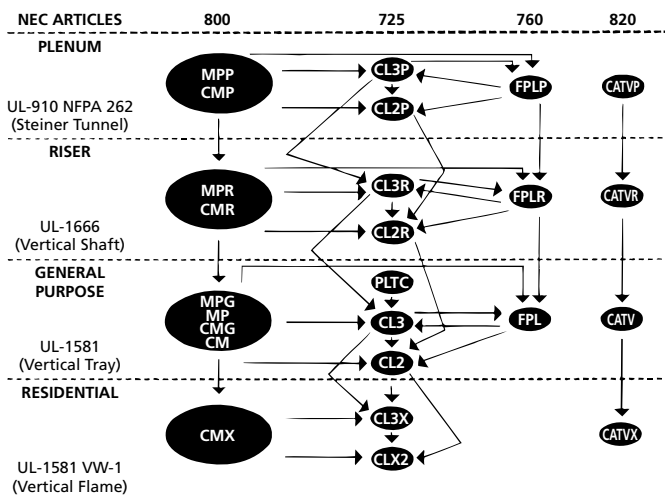 NEC ARTICLES 800 725 760 820
PLENUM
MPP
CMP
CL3P
CL2P
FPLP
CATVP
UL-910 NFPA 262
(Steiner Tunnel)
RISER
MPR
CMR
CL3R
CL2R
FPLR
CATVR
UL-1666
(Vertical Shaft)
GENERAL
PURPOSE
MPG
MP
CMG
CM
PLTC
CL3
CL2
FPL
CATV
UL-1581
(Vertical Tray)
RESIDENTIAL
CMX
CL3X
CLX2
CATVX
UL-1581 VW-1
(Vertical Flame)